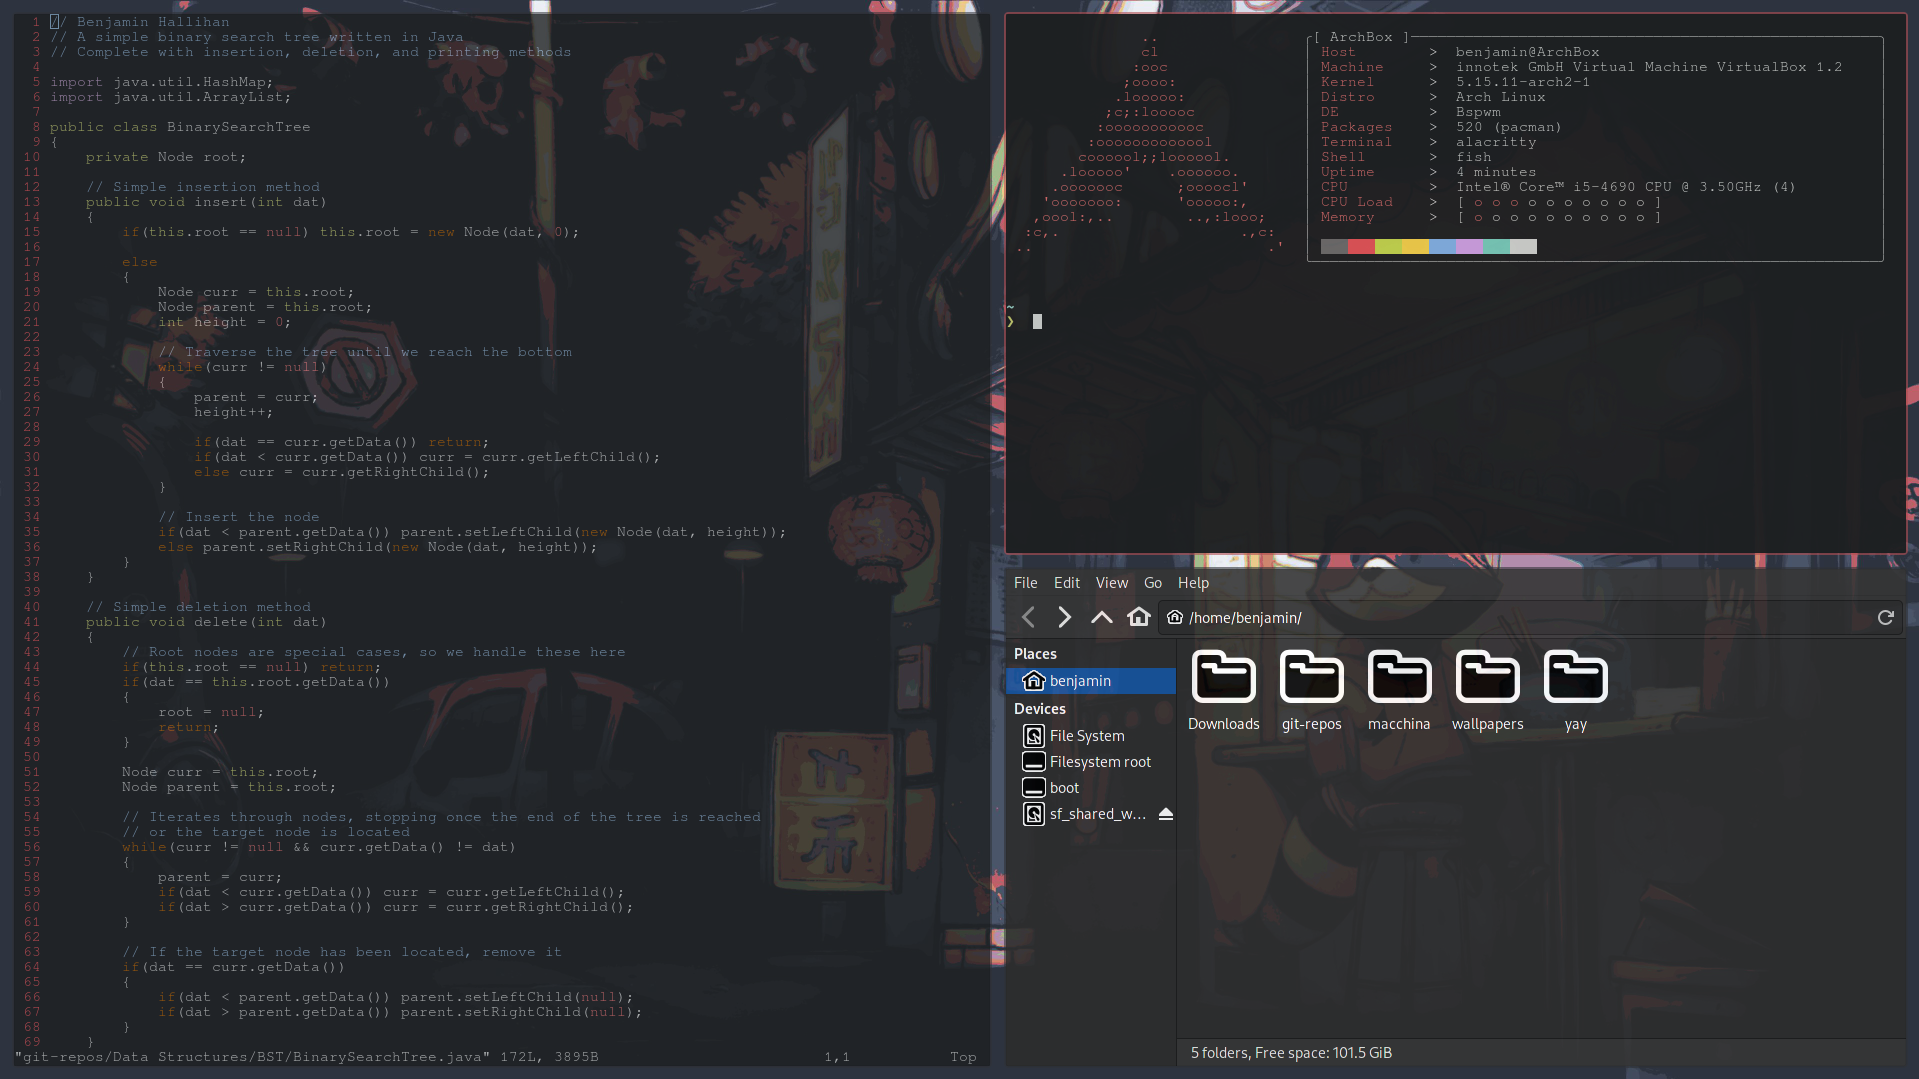 1 // Benjamin Hallihan
2 // A simple binary search tree written in Java
3 // Complete with insertion, deletion, and printing methods
4
5 import java.util.HashMap;
6 import java.util.ArrayList;
7
8 public class BinarySearchTree
9 {
10     private Node root;
11
12     // Simple insertion method
13     public void insert(int dat)
14     {
15         if(this.root == null) this.root = new Node(dat, 0);
16
17         else
18         {
19             Node curr = this.root;
20             Node parent = this.root;
21             int height = 0;
22
23             // Traverse the tree until we reach the bottom
24             while(curr != null)
25             {
26                 parent = curr;
27                 height++;
28
29                 if(dat == curr.getData()) return;
30                 if(dat < curr.getData()) curr = curr.getLeftChild();
31                 else curr = curr.getRightChild();
32             }
33
34             // Insert the node
35             if(dat < parent.getData()) parent.setLeftChild(new Node(dat, height));
36             else parent.setRightChild(new Node(dat, height));
37         }
38     }
39
40     // Simple deletion method
41     public void delete(int dat)
42     {
43         // Root nodes are special cases, so we handle these here
44         if(this.root == null) return;
45         if(dat == this.root.getData())
46         {
47             root = null;
48             return;
49         }
50
51         Node curr = this.root;
52         Node parent = this.root;
53
54         // Iterates through nodes, stopping once the end of the tree is reached
55         // or the target node is located
56         while(curr != null && curr.getData() != dat)
57         {
58             parent = curr;
59             if(dat < curr.getData()) curr = curr.getLeftChild();
60             if(dat > curr.getData()) curr = curr.getRightChild();
61         }
62
63         // If the target node has been located, remove it
64         if(dat == curr.getData())
65         {
66             if(dat < parent.getData()) parent.setLeftChild(null);
67             if(dat > parent.getData()) parent.setRightChild(null);
68         }
69     }
"git-repos/Data Structures/BST/BinarySearchTree.java" 172L, 3895B 1,1 Top
..
cl
:ooc
;oooo:
.looooo:
;c;:looooc
:ooooooooooc
:ooooooooooool
coooool;;loooool.
.looooo' .oooooo.
.ooooooc ;oooocl'
'ooooooo: 'ooooo:,
,oool:,.. ..,:looo;
:c,. .,c:
.. .'
[ ArchBox ]
Host > benjamin@ArchBox
Machine > innotek GmbH Virtual Machine VirtualBox 1.2
Kernel > 5.15.11-arch2-1
Distro > Arch Linux
DE > Bspwm
Packages > 520 (pacman)
Terminal > alacritty
Shell > fish
Uptime > 4 minutes
CPU > Intel® Core™ i5-4690 CPU @ 3.50GHz (4)
CPU Load > [ o o o o o o o o o o ]
Memory > [ o o o o o o o o o o ]
~
❯
File Edit View Go Help
/home/benjamin/
Places
benjamin
Devices
File System
Filesystem root
boot
sf_shared_w...
Downloads git-repos macchina wallpapers yay
5 folders, Free space: 101.5 GiB